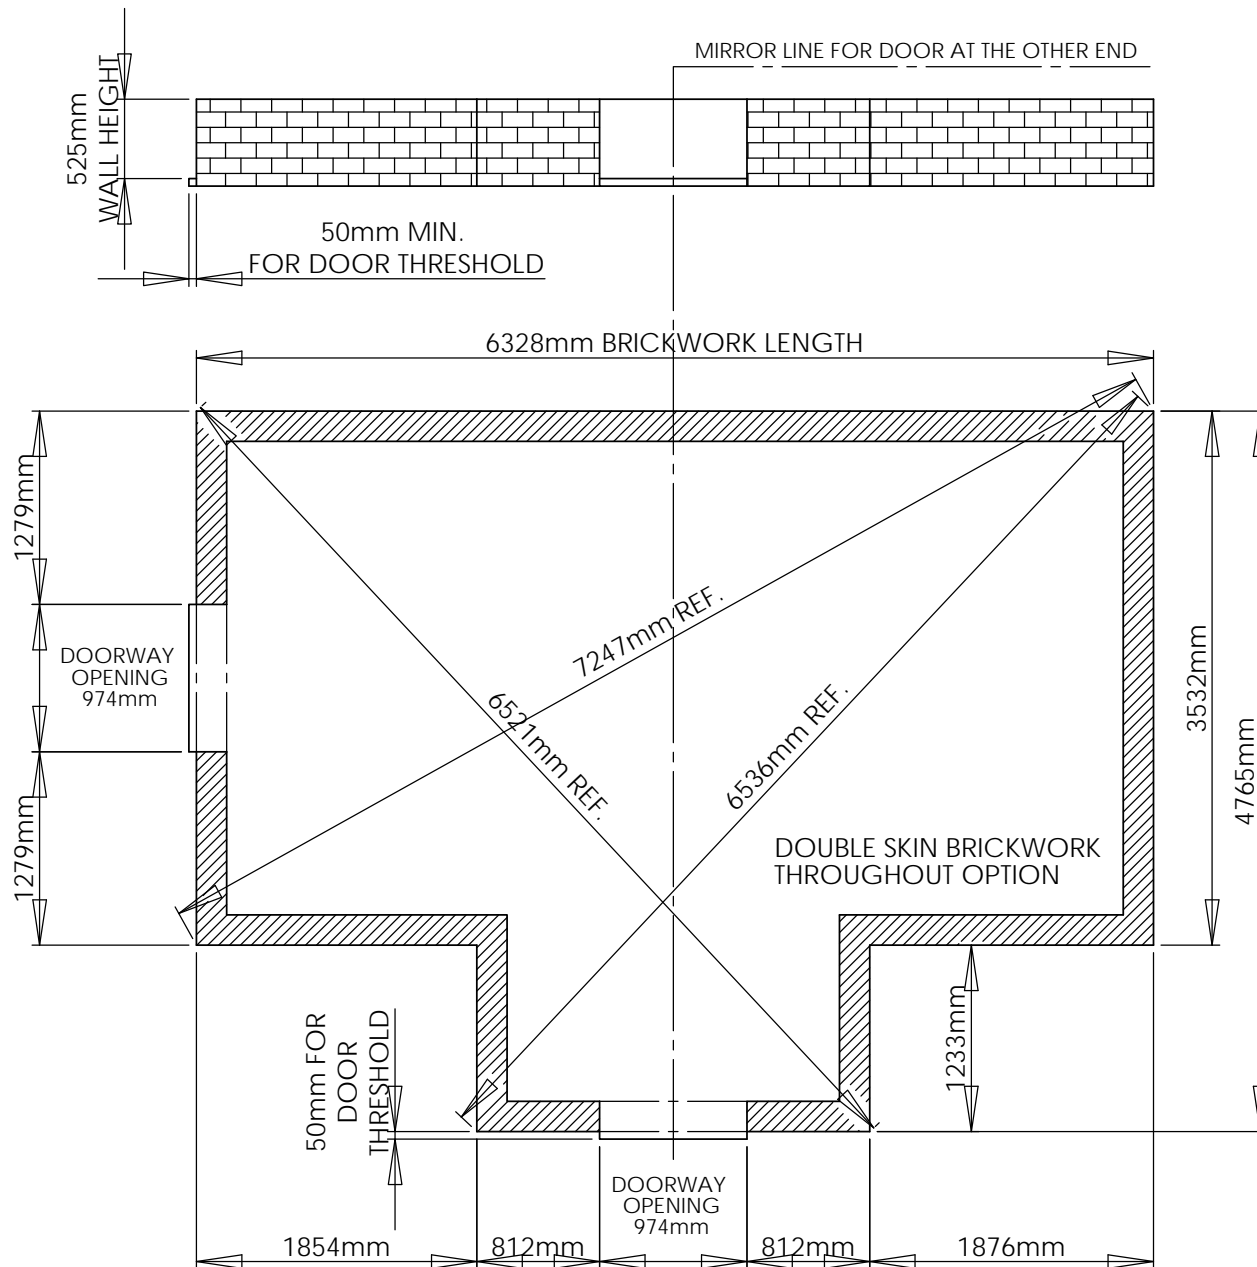 MIRROR LINE FOR DOOR AT THE OTHER END
525mm
WALL HEIGHT
50mm MIN.
FOR DOOR THRESHOLD
6328mm BRICKWORK LENGTH
1279mm
DOORWAY
OPENING
974mm
1279mm
7247mm REF.
6521mm REF.
6536mm REF.
3532mm
4765mm
DOUBLE SKIN BRICKWORK
THROUGHOUT OPTION
50mm FOR
DOOR
THRESHOLD
1233mm
DOORWAY
OPENING
974mm
1854mm
812mm
812mm
1876mm